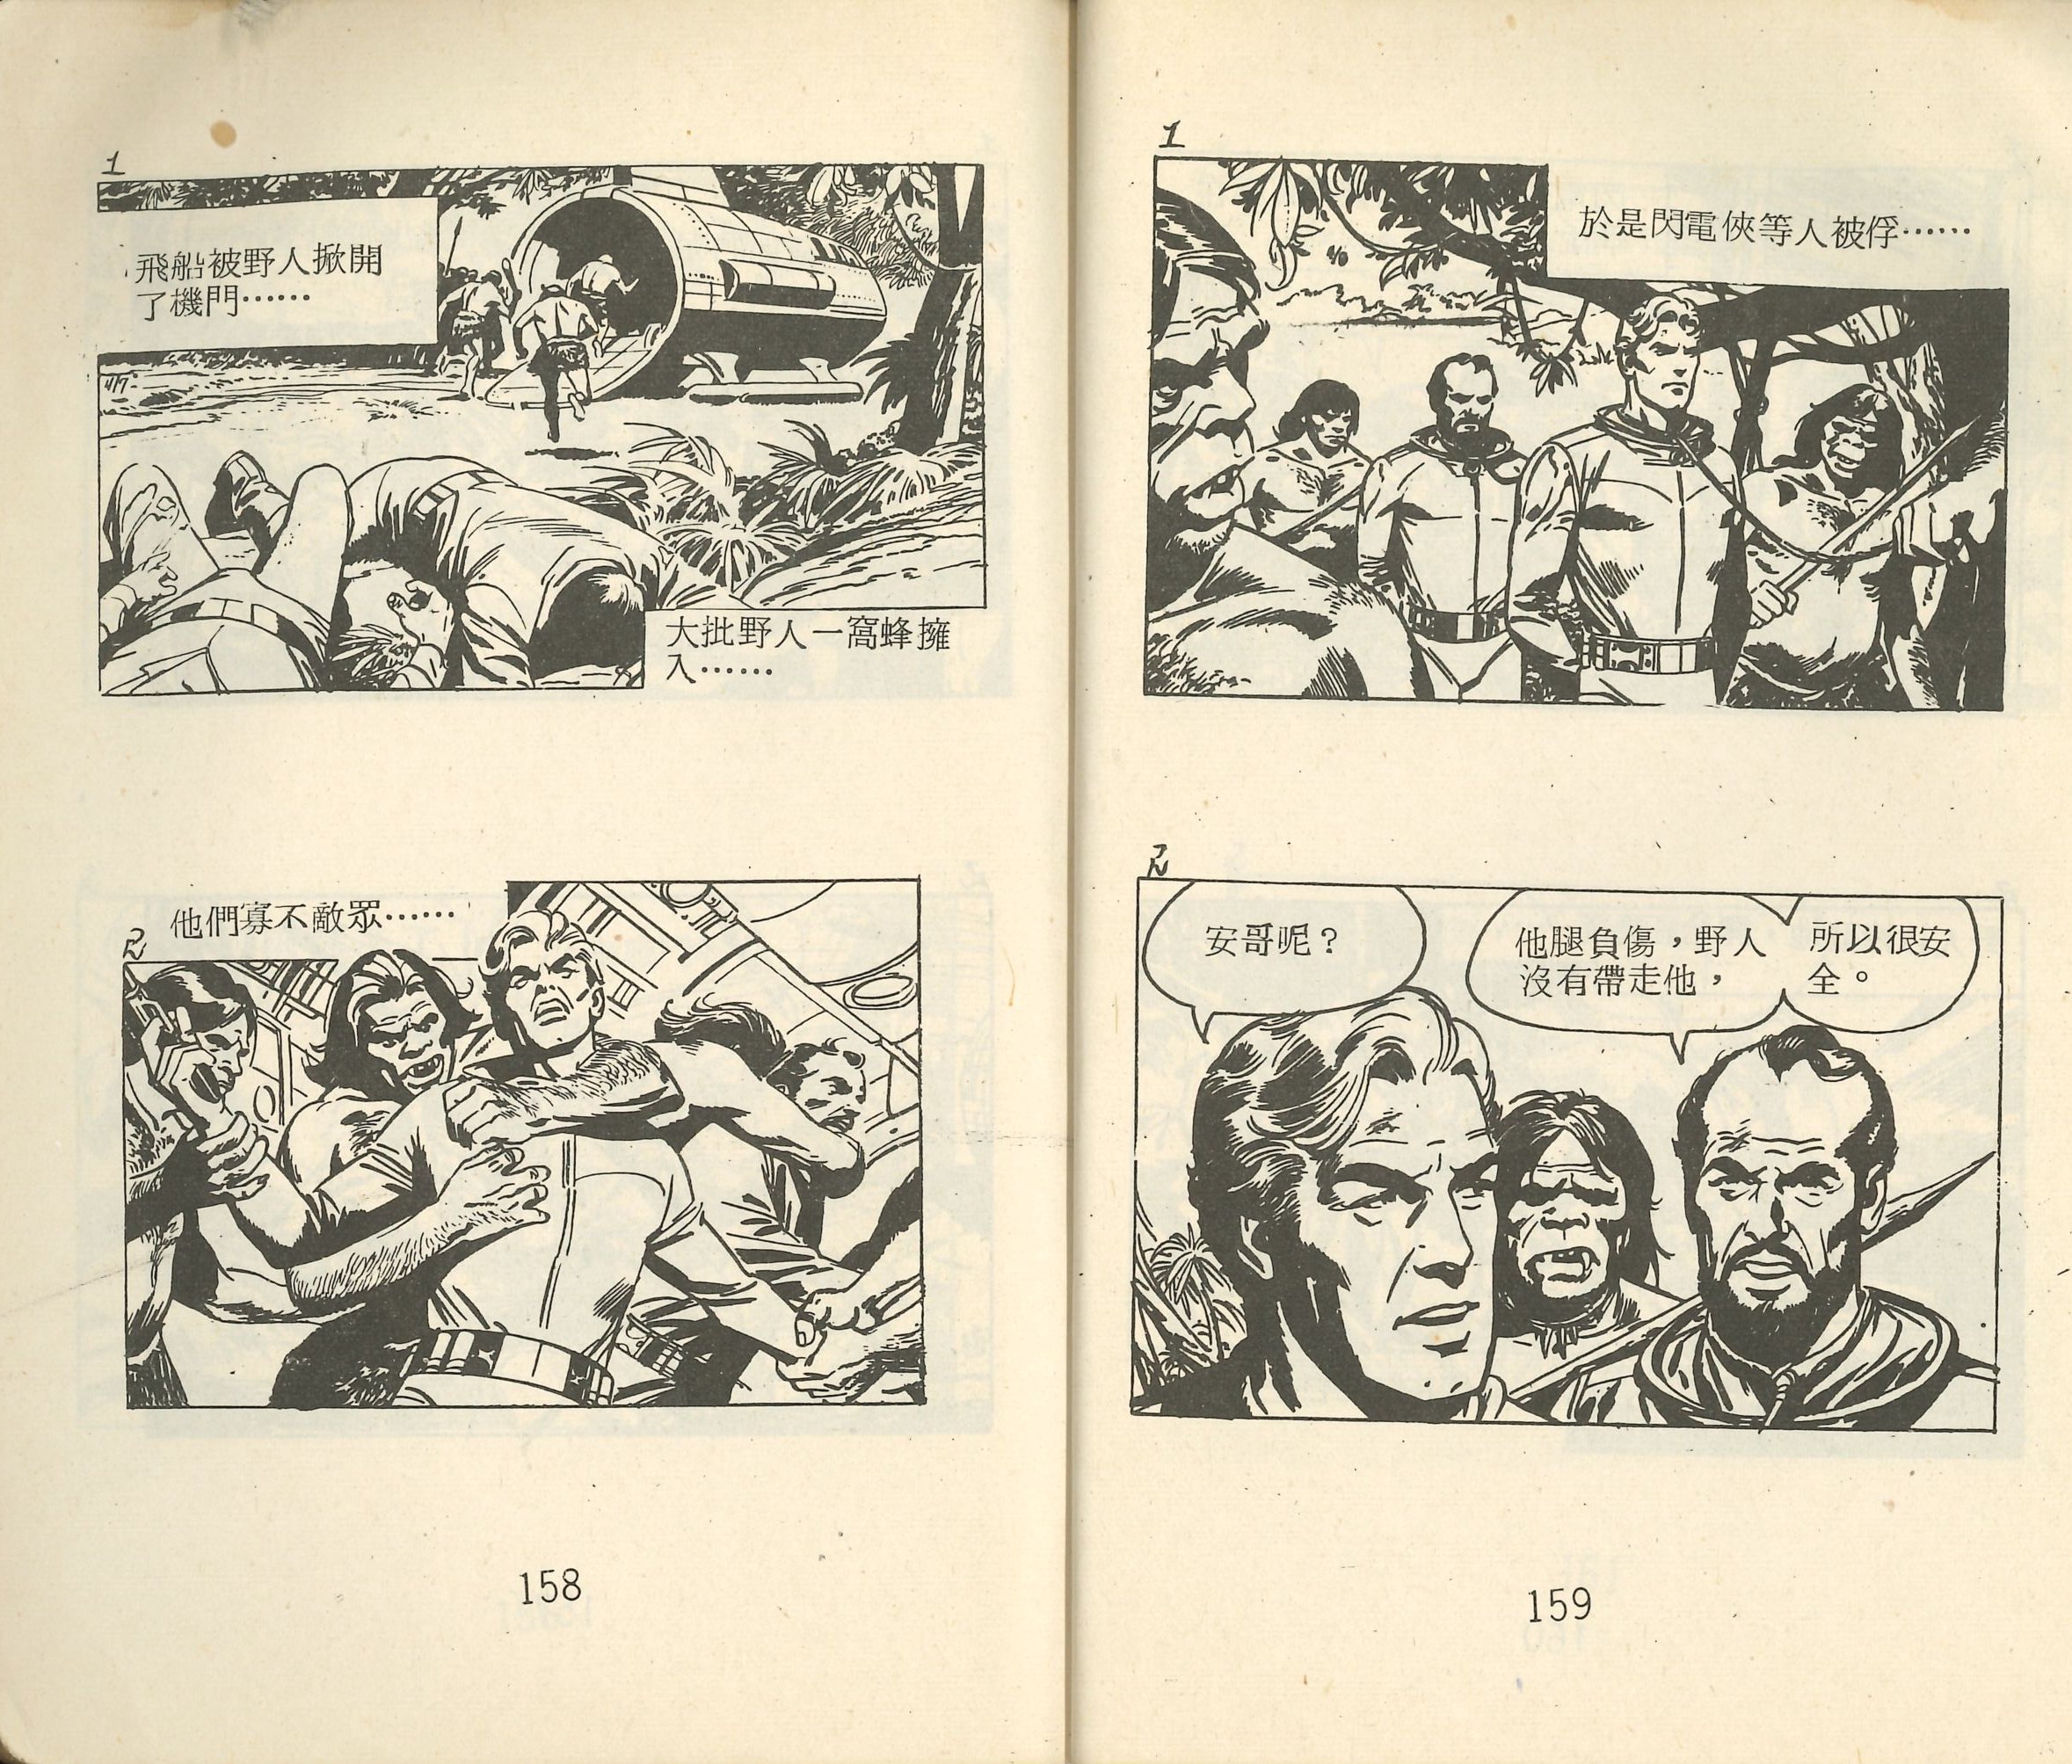 1
飛船被野人掀開
了機門⋯⋯
大批野人一窩蜂擁
入⋯⋯
2
他們寡不敵眾⋯⋯
158
1
於是閃電俠等人被俘⋯⋯
2
安哥呢？
他腿負傷，野人
沒有帶走他，
所以很安
全。
159